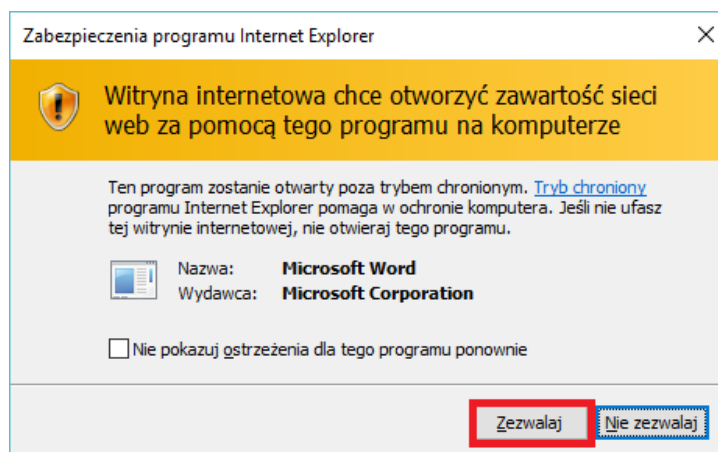 Zabezpieczenia programu Internet Explorer
Witryna internetowa chce otworzyć zawartość sieci
web za pomocą tego programu na komputerze
Ten program zostanie otwarty poza trybem chronionym. Tryb chroniony
programu Internet Explorer pomaga w ochronie komputera. Jeśli nie ufasz
tej witrynie internetowej, nie otwieraj tego programu.
Nazwa: Microsoft Word
Wydawca: Microsoft Corporation
Nie pokazuj ostrzeżenia dla tego programu ponownie
Zezwalaj Nie zezwalaj